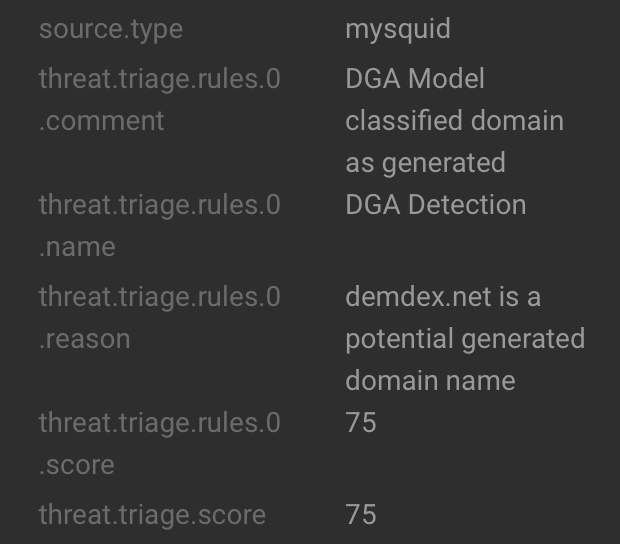 source.type mysquid
threat.triage.rules.0 DGA Model
.comment classified domain
as generated
threat.triage.rules.0 DGA Detection
.name
threat.triage.rules.0 demdex.net is a
.reason potential generated
domain name
threat.triage.rules.0 75
.score
threat.triage.score 75